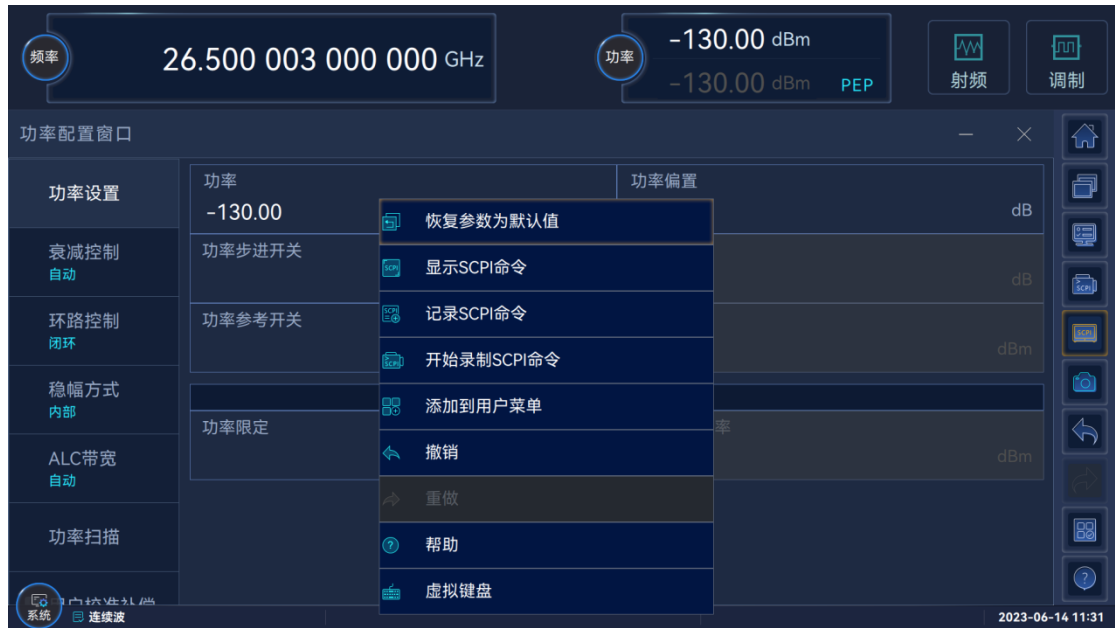 频率
26.500 003 000 000 GHz
功率
-130.00 dBm
-130.00 dBm PEP
射频
调制
功率配置窗口
功率设置
衰减控制
自动
环路控制
闭环
稳幅方式
内部
ALC带宽
自动
功率扫描
功率
-130.00
功率偏置
dB
功率步进开关
dB
功率参考开关
dBm
功率限定
率
dBm
恢复参数为默认值
SCPI
显示SCPI命令
SCPI
记录SCPI命令
SCPI
开始录制SCPI命令
添加到用户菜单
撤销
重做
帮助
虚拟键盘
SCPI
SCPI
系统
连续波
2023-06-14 11:31